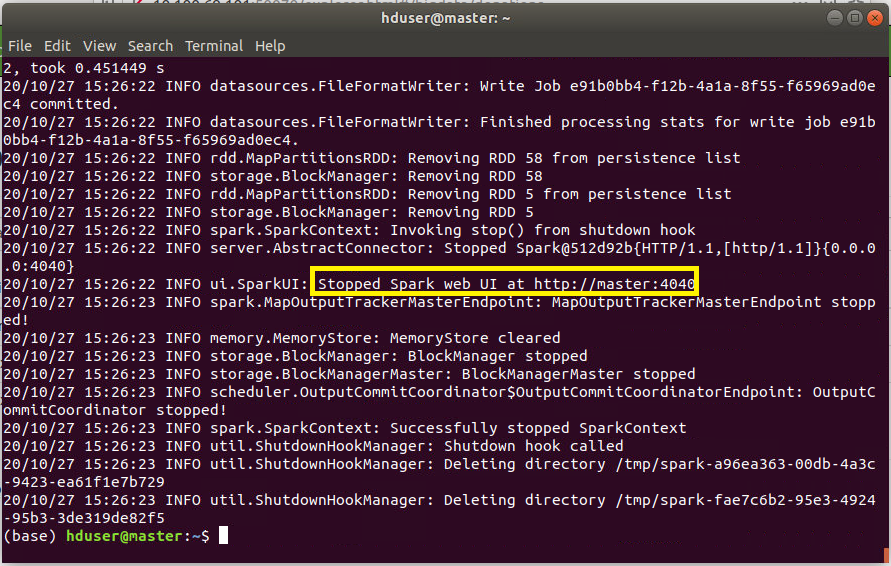 hduser@master: ~
File Edit View Search Terminal Help
2, took 0.451449 s
20/10/27 15:26:22 INFO datasources.FileFormatWriter: Write Job e91b0bb4-f12b-4a1a-8f55-f65969ad0e
c4 committed.
20/10/27 15:26:22 INFO datasources.FileFormatWriter: Finished processing stats for write job e91b
0bb4-f12b-4a1a-8f55-f65969ad0ec4.
20/10/27 15:26:22 INFO rdd.MapPartitionsRDD: Removing RDD 58 from persistence list
20/10/27 15:26:22 INFO storage.BlockManager: Removing RDD 58
20/10/27 15:26:22 INFO rdd.MapPartitionsRDD: Removing RDD 5 from persistence list
20/10/27 15:26:22 INFO storage.BlockManager: Removing RDD 5
20/10/27 15:26:22 INFO spark.SparkContext: Invoking stop() from shutdown hook
20/10/27 15:26:22 INFO server.AbstractConnector: Stopped Spark@512d92b{HTTP/1.1,[http/1.1]}{0.0.0
.0:4040}
20/10/27 15:26:22 INFO ui.SparkUI: Stopped Spark web UI at http://master:4040
20/10/27 15:26:23 INFO spark.MapOutputTrackerMasterEndpoint: MapOutputTrackerMasterEndpoint stopp
ed!
20/10/27 15:26:23 INFO memory.MemoryStore: MemoryStore cleared
20/10/27 15:26:23 INFO storage.BlockManager: BlockManager stopped
20/10/27 15:26:23 INFO storage.BlockManagerMaster: BlockManagerMaster stopped
20/10/27 15:26:23 INFO scheduler.OutputCommitCoordinator$OutputCommitCoordinatorEndpoint: OutputC
ommitCoordinator stopped!
20/10/27 15:26:23 INFO spark.SparkContext: Successfully stopped SparkContext
20/10/27 15:26:23 INFO util.ShutdownHookManager: Shutdown hook called
20/10/27 15:26:23 INFO util.ShutdownHookManager: Deleting directory /tmp/spark-a96ea363-00db-4a3c
-9423-ea61f1e7b729
20/10/27 15:26:23 INFO util.ShutdownHookManager: Deleting directory /tmp/spark-fae7c6b2-95e3-4924
-95b3-3de319de82f5
(base) hduser@master:~$